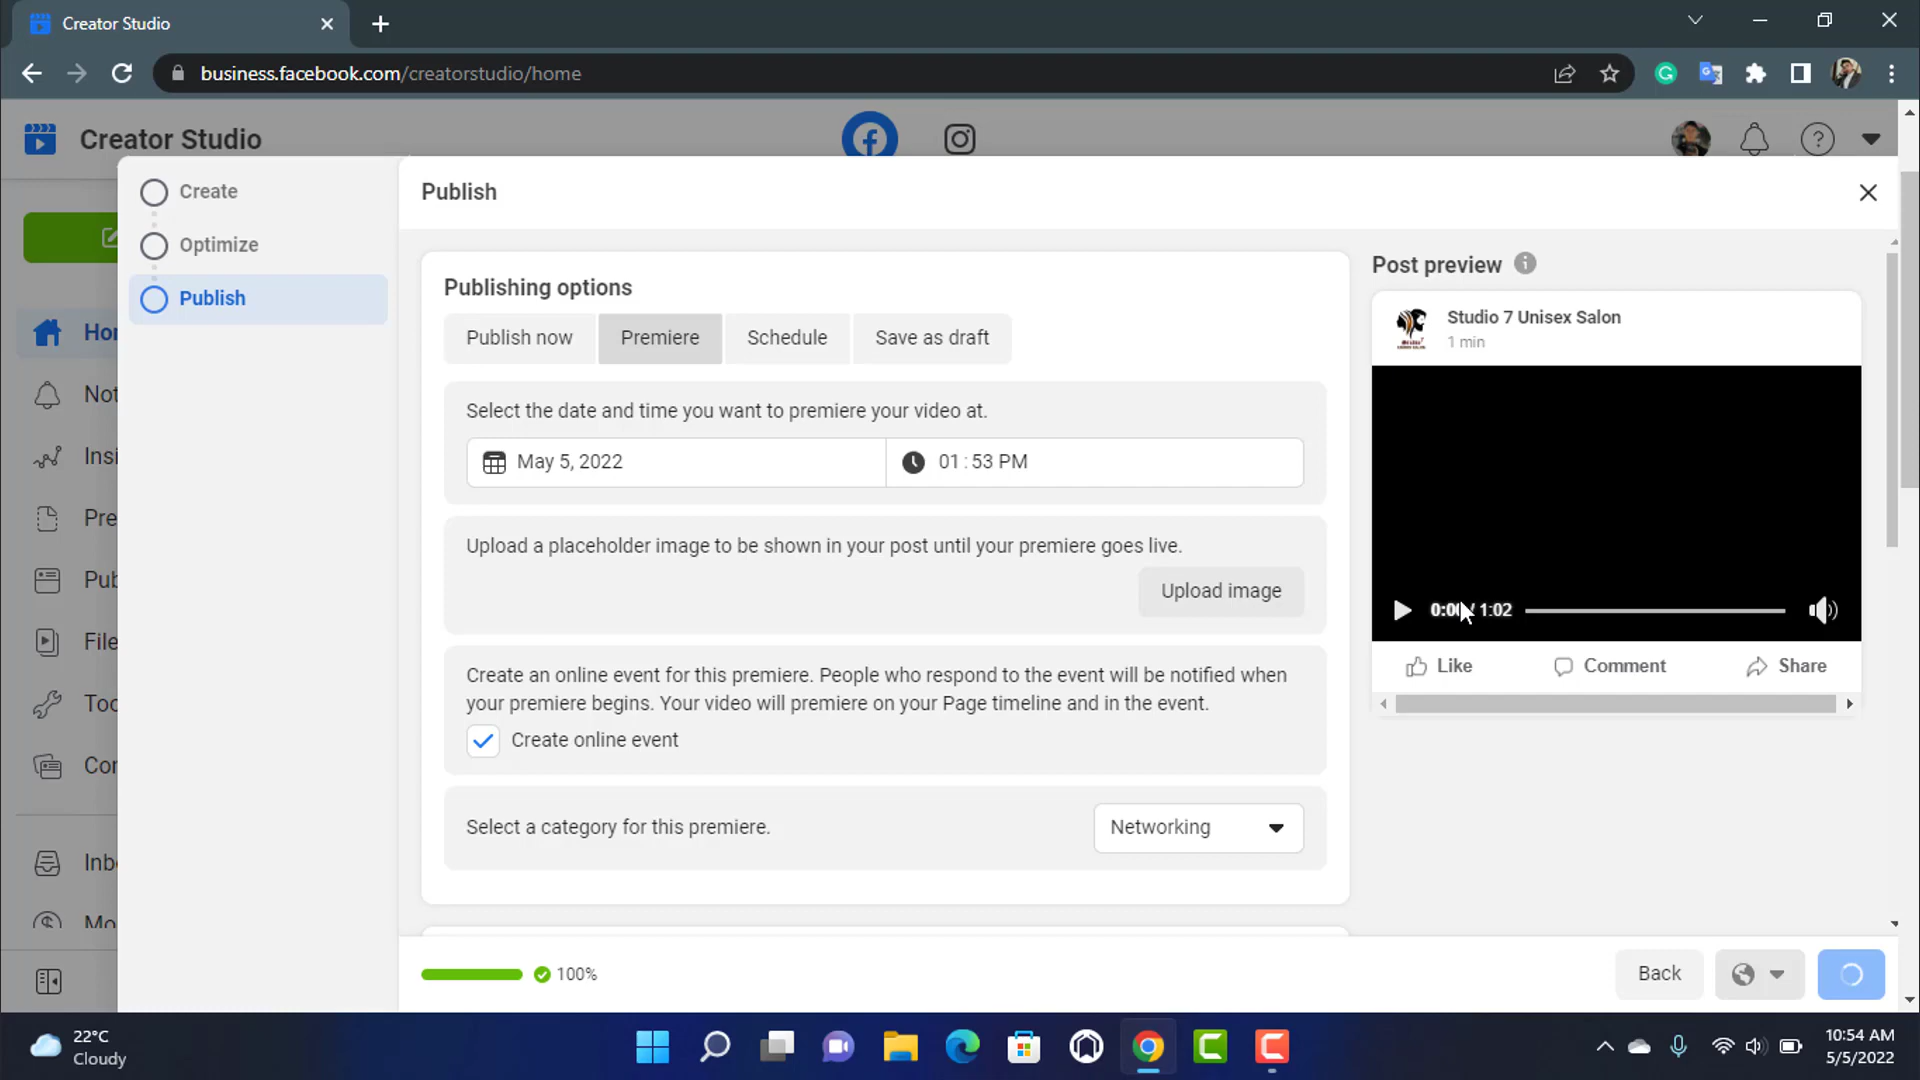 Creator Studio
business.facebook.com/creatorstudio/home
Creator Studio
Create
Optimize
Publish
Publish
Publishing options
Publish now
Premiere
Schedule
Save as draft
Select the date and time you want to premiere your video at.
May 5, 2022
01 : 53 PM
Upload a placeholder image to be shown in your post until your premiere goes live.
Upload image
Create an online event for this premiere. People who respond to the event will be notified when
your premiere begins. Your video will premiere on your Page timeline and in the event.
Create online event
Select a category for this premiere.
Networking
Post preview
Studio 7 Unisex Salon
1 min
0:00 / 1:02
Like
Comment
Share
Hor
Not
Insi
Pre
Pub
File
Too
Cor
Inb
Mo
100%
Back
22°C
Cloudy
10:54 AM
5/5/2022